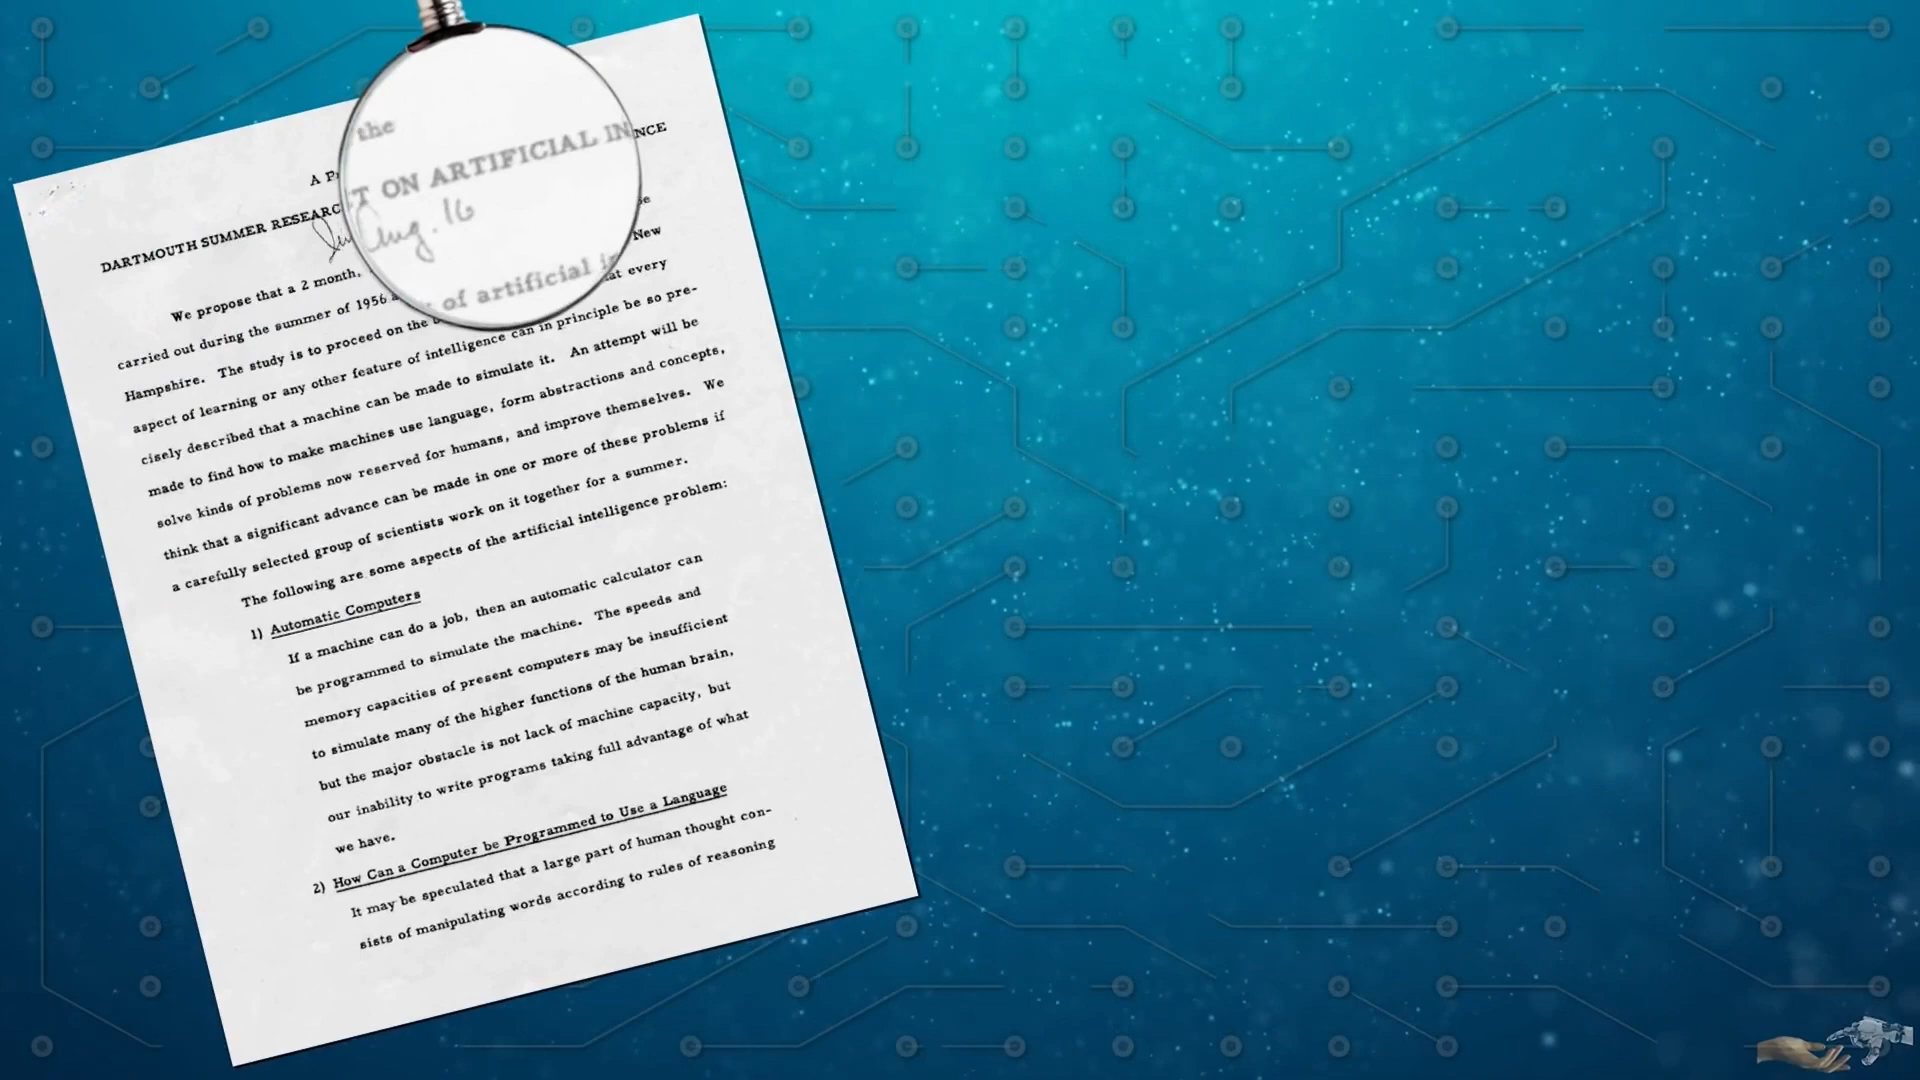 the
A P
DARTMOUTH SUMMER RESEARC T ON ARTIFICIAL IN NCE
Aug. 16
We propose that a 2 month, of artificial in
carried out during the summer of 1956 a New
Hampshire. The study is to proceed on the at every
aspect of learning or any other feature of intelligence can in principle be so pre-
cisely described that a machine can be made to simulate it. An attempt will be
made to find how to make machines use language, form abstractions and concepts,
solve kinds of problems now reserved for humans, and improve themselves. We
think that a significant advance can be made in one or more of these problems if
a carefully selected group of scientists work on it together for a summer.
The following are some aspects of the artificial intelligence problem:
1) Automatic Computers
If a machine can do a job, then an automatic calculator can
be programmed to simulate the machine. The speeds and
memory capacities of present computers may be insufficient
to simulate many of the higher functions of the human brain,
but the major obstacle is not lack of machine capacity, but
our inability to write programs taking full advantage of what
we have.
2) How Can a Computer be Programmed to Use a Language
It may be speculated that a large part of human thought con-
sists of manipulating words according to rules of reasoning